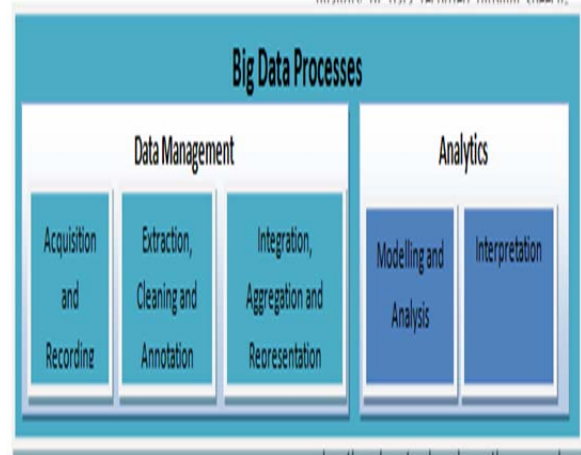 Big Data Processes
Data Management
Analytics
Acquisition
and
Recording
Extraction,
Cleaning and
Annotation
Integration,
Aggregation and
Representation
Modelling and
Analysis
Interpretation